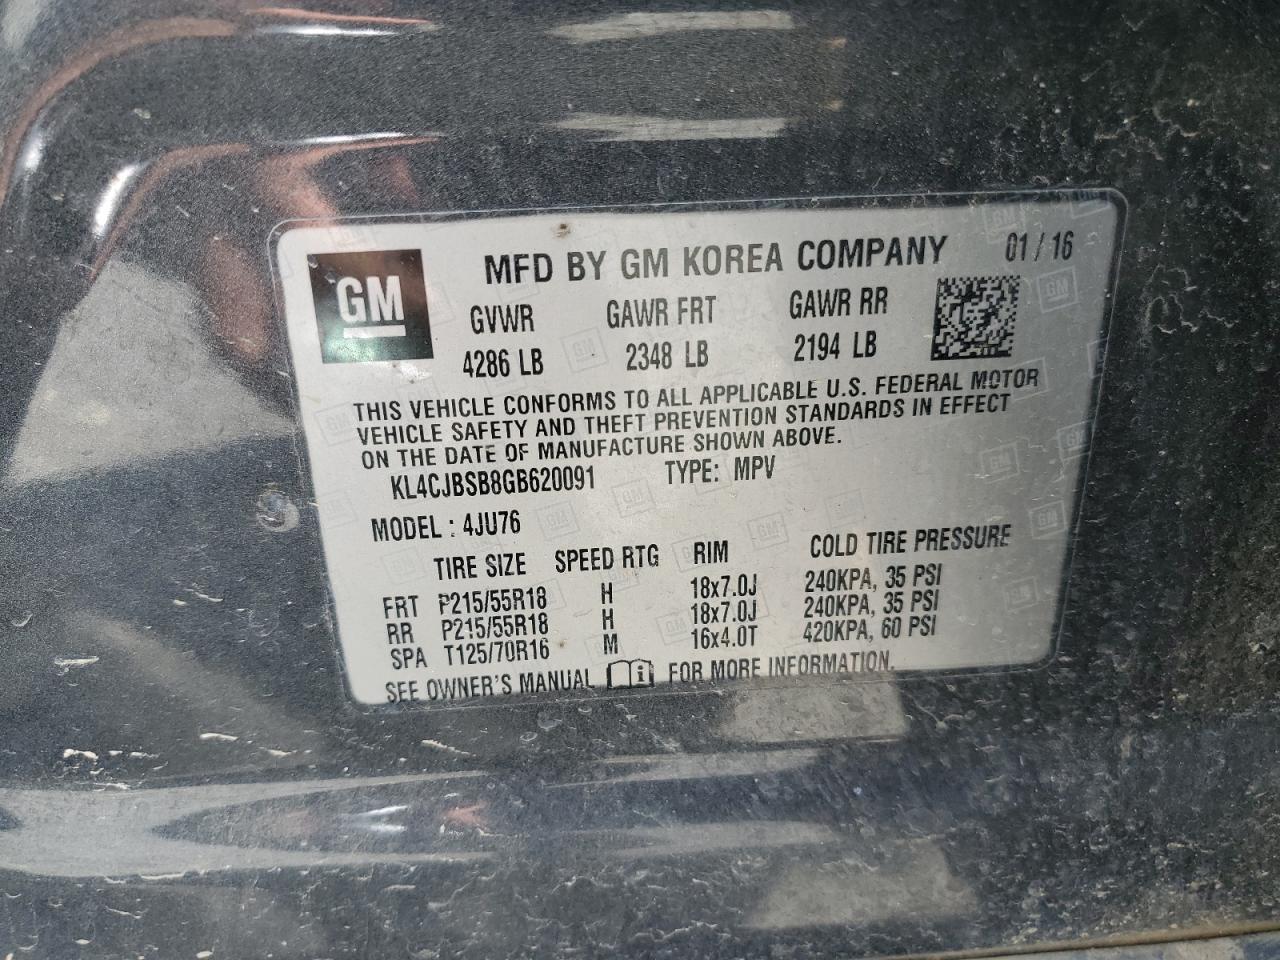 GM
MFD BY GM KOREA COMPANY 01 / 16
GVWR GAWR FRT GAWR RR
4286 LB 2348 LB 2194 LB
THIS VEHICLE CONFORMS TO ALL APPLICABLE U.S. FEDERAL MOTOR
VEHICLE SAFETY AND THEFT PREVENTION STANDARDS IN EFFECT
ON THE DATE OF MANUFACTURE SHOWN ABOVE.
KL4CJBSB8GB620091 TYPE: MPV
MODEL : 4JU76
TIRE SIZE SPEED RTG RIM COLD TIRE PRESSURE
FRT P215/55R18 H 18x7.0J 240KPA, 35 PSI
RR P215/55R18 H 18x7.0J 240KPA, 35 PSI
SPA T125/70R16 M 16x4.0T 420KPA, 60 PSI
SEE OWNER'S MANUAL i FOR MORE INFORMATION.